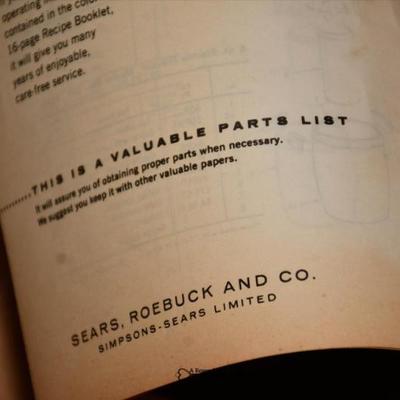 operating
contained in the color
16-page Recipe Booklet,
it will give you many
years of enjoyable,
care-free service.
..........THIS IS A VALUABLE PARTS LIST
It will assure you of obtaining proper parts when necessary.
We suggest you keep it with other valuable papers.
SEARS, ROEBUCK AND CO.
SIMPSONS-SEARS LIMITED
A